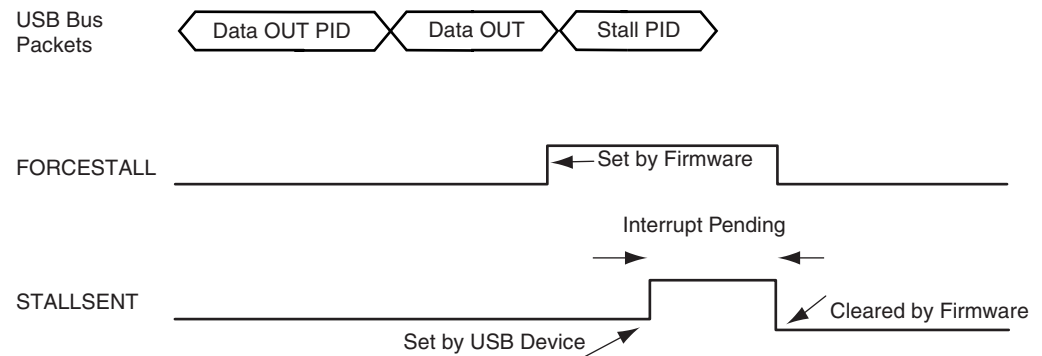 USB Bus
Packets
Data OUT PID
Data OUT
Stall PID
FORCESTALL
Set by Firmware
Interrupt Pending
STALLSENT
Cleared by Firmware
Set by USB Device